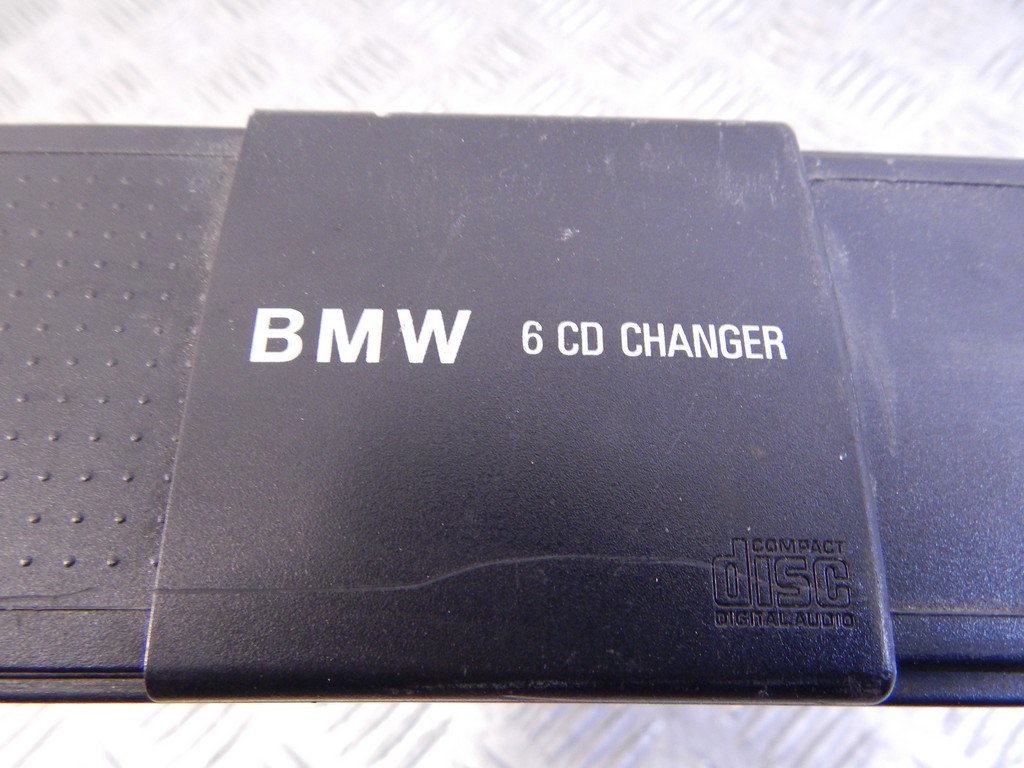 BMW 6 CD CHANGER
COMPACT
disc
DIGITAL AUDIO